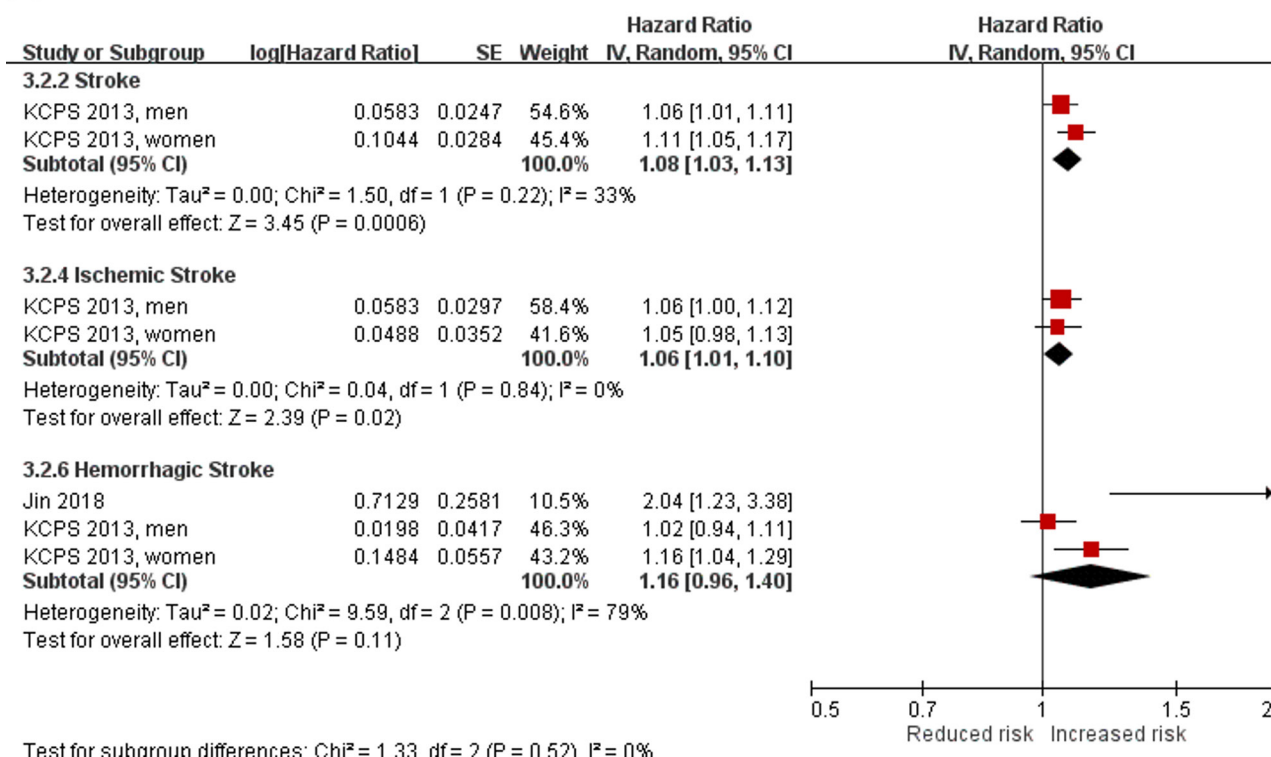 Hazard Ratio Hazard Ratio
Study or Subgroup log[Hazard Ratio] SE Weight IV, Random, 95% CI IV, Random, 95% CI
3.2.2 Stroke
KCPS 2013, men 0.0583 0.0247 54.6% 1.06 [1.01, 1.11]
KCPS 2013, women 0.1044 0.0284 45.4% 1.11 [1.05, 1.17]
Subtotal (95% CI) 100.0% 1.08 [1.03, 1.13]
Heterogeneity: Tau² = 0.00; Chi² = 1.50, df = 1 (P = 0.22); I² = 33%
Test for overall effect: Z = 3.45 (P = 0.0006)
3.2.4 Ischemic Stroke
KCPS 2013, men 0.0583 0.0297 58.4% 1.06 [1.00, 1.12]
KCPS 2013, women 0.0488 0.0352 41.6% 1.05 [0.98, 1.13]
Subtotal (95% CI) 100.0% 1.06 [1.01, 1.10]
Heterogeneity: Tau² = 0.00; Chi² = 0.04, df = 1 (P = 0.84); I² = 0%
Test for overall effect: Z = 2.39 (P = 0.02)
3.2.6 Hemorrhagic Stroke
Jin 2018 0.7129 0.2581 10.5% 2.04 [1.23, 3.38]
KCPS 2013, men 0.0198 0.0417 46.3% 1.02 [0.94, 1.11]
KCPS 2013, women 0.1484 0.0557 43.2% 1.16 [1.04, 1.29]
Subtotal (95% CI) 100.0% 1.16 [0.96, 1.40]
Heterogeneity: Tau² = 0.02; Chi² = 9.59, df = 2 (P = 0.008); I² = 79%
Test for overall effect: Z = 1.58 (P = 0.11)
0.5 0.7 1 1.5 2
Reduced risk Increased risk
Test for subgroup differences: Chi² = 1.33, df = 2 (P = 0.52), I² = 0%